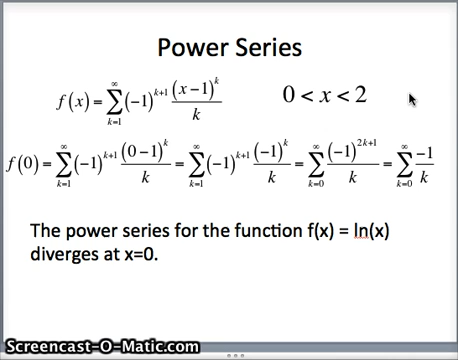 Power Series
f(x) = ∑_{k=1}^{∞} (−1)^{k+1} (x−1)^k / k    0 < x < 2
f(0) = ∑_{k=1}^{∞} (−1)^{k+1} (0−1)^k / k = ∑_{k=1}^{∞} (−1)^{k+1} (−1)^k / k = ∑_{k=0}^{∞} (−1)^{2k+1} / k = ∑_{k=0}^{∞} −1 / k
The power series for the function f(x) = ln(x)
diverges at x=0.
Screencast-O-Matic.com